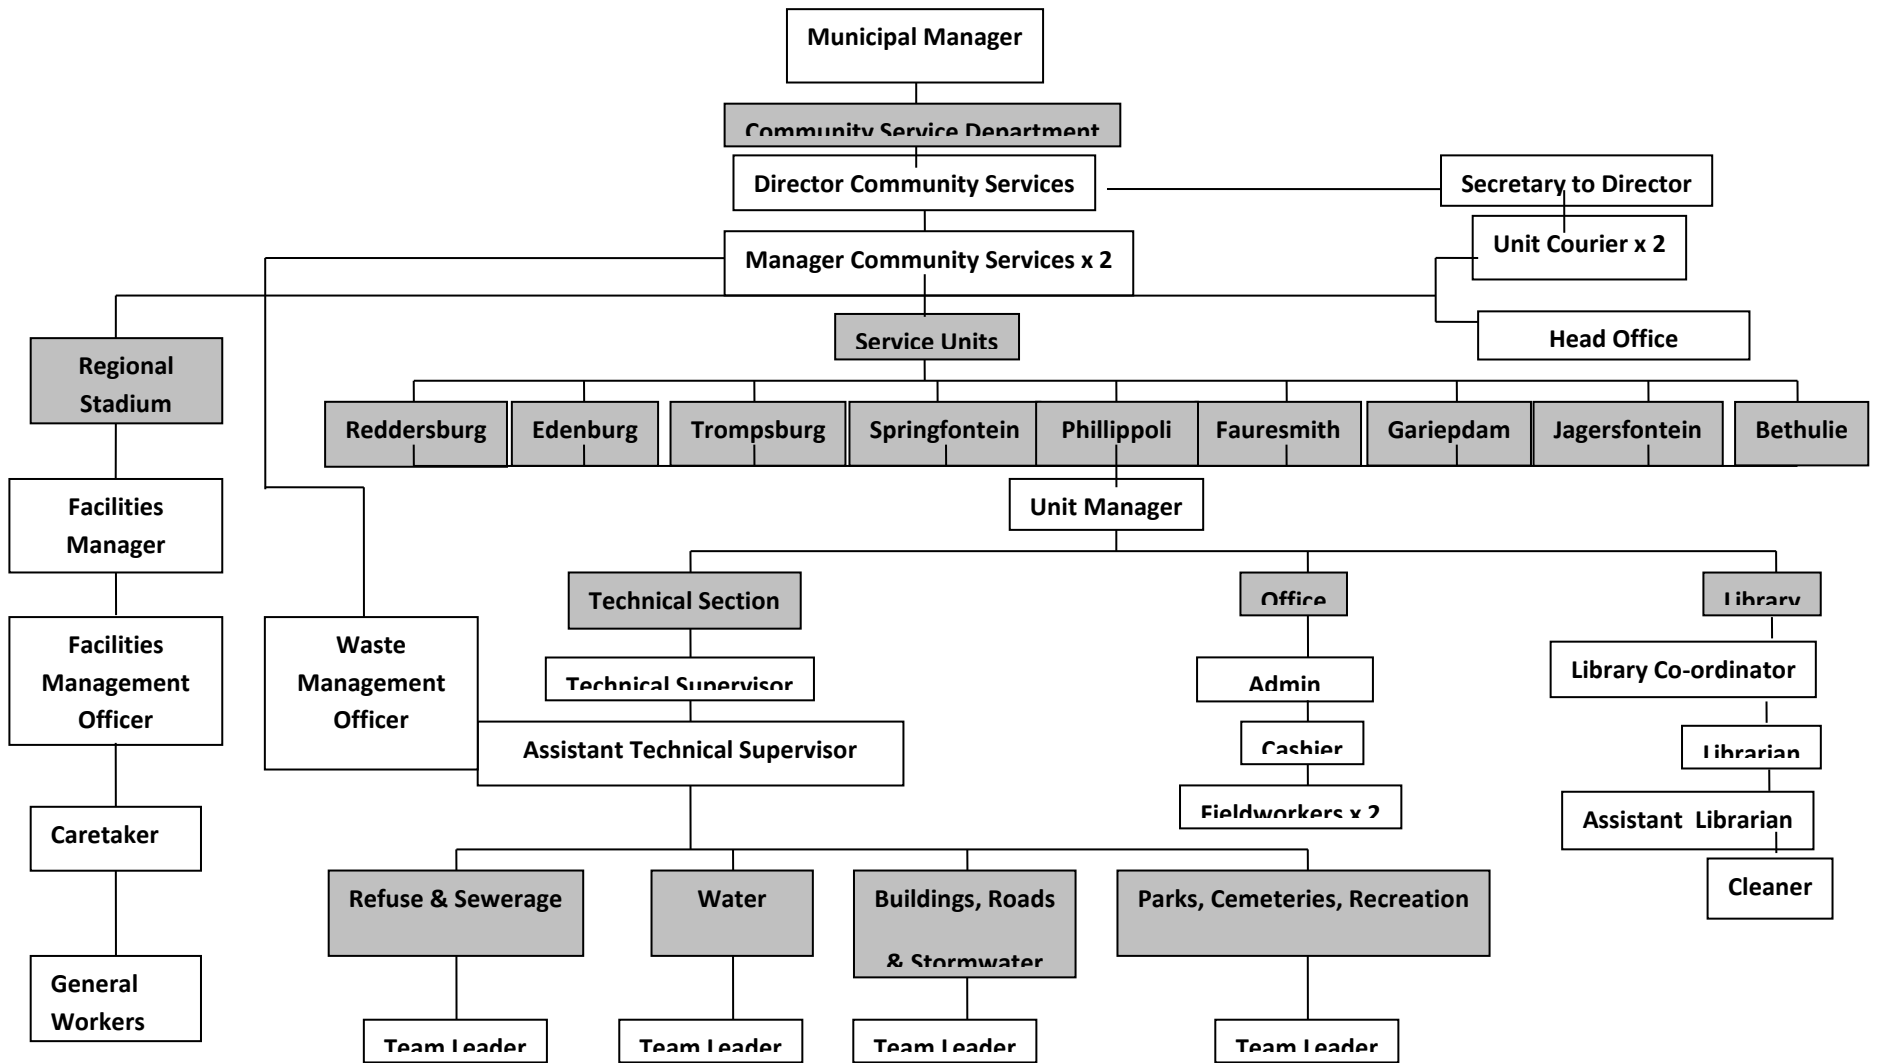 Municipal Manager
Community Service Department
Director Community Services
Secretary to Director
Unit Courier x 2
Manager Community Services x 2
Service Units
Head Office
Regional
Stadium
Reddersburg
Edenburg
Trompsburg
Springfontein
Phillippoli
Fauresmith
Gariepdam
Jagersfontein
Bethulie
Facilities
Manager
Unit Manager
Technical Section
Office
Library
Facilities
Management
Officer
Waste
Management
Officer
Technical Supervisor
Admin
Library Co-ordinator
Assistant Technical Supervisor
Cashier
Librarian
Fieldworkers x 2
Assistant Librarian
Caretaker
Cleaner
Refuse & Sewerage
Water
Buildings, Roads
& Stormwater
Parks, Cemeteries, Recreation
General
Workers
Team Leader
Team Leader
Team Leader
Team Leader